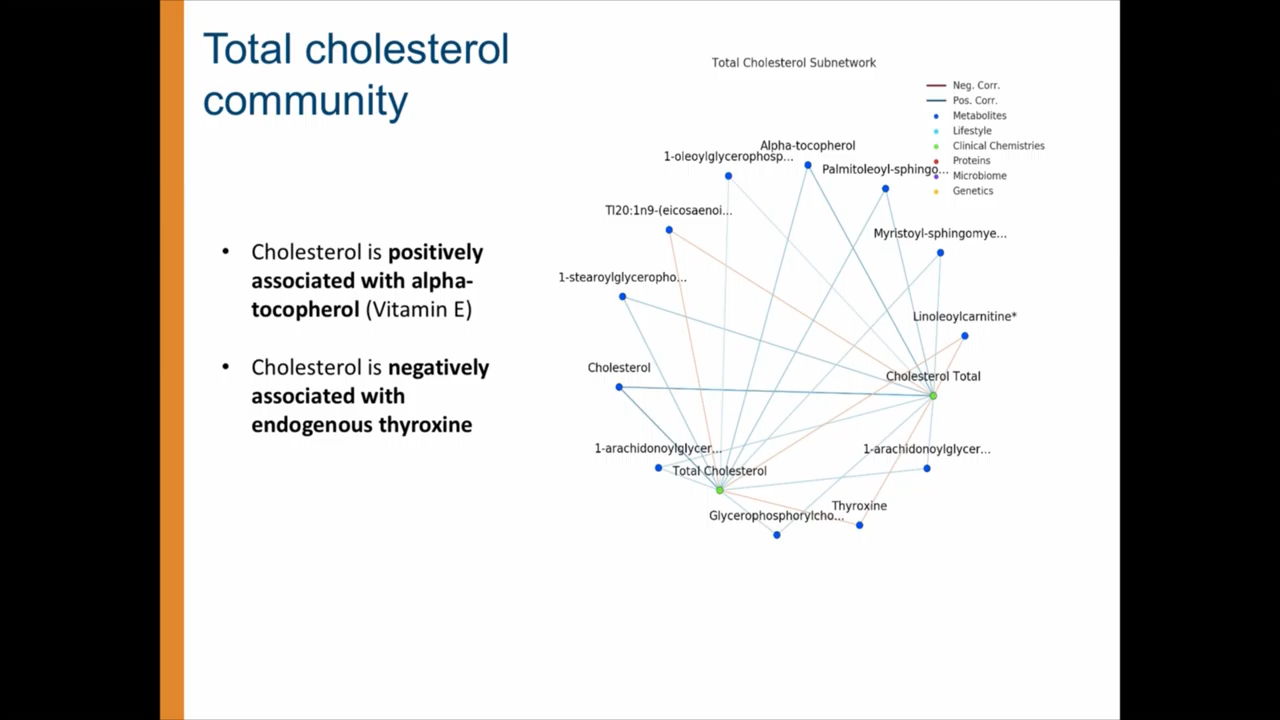 Total cholesterol
community
• Cholesterol is positively
associated with alpha-
tocopherol (Vitamin E)
• Cholesterol is negatively
associated with
endogenous thyroxine
Total Cholesterol Subnetwork
Neg. Corr.
Pos. Corr.
Metabolites
Lifestyle
Clinical Chemistries
Proteins
Microbiome
Genetics
Alpha-tocopherol
1-oleoylglycerophosp...
Palmitoleoyl-sphingo...
Tl20:1n9-(eicosaenoi...
Myristoyl-sphingomye...
1-stearoylglyceropho...
Linoleoylcarnitine*
Cholesterol
Cholesterol Total
1-arachidonoylglycer...
1-arachidonoylglycer...
Total Cholesterol
Thyroxine
Glycerophosphorylcho...